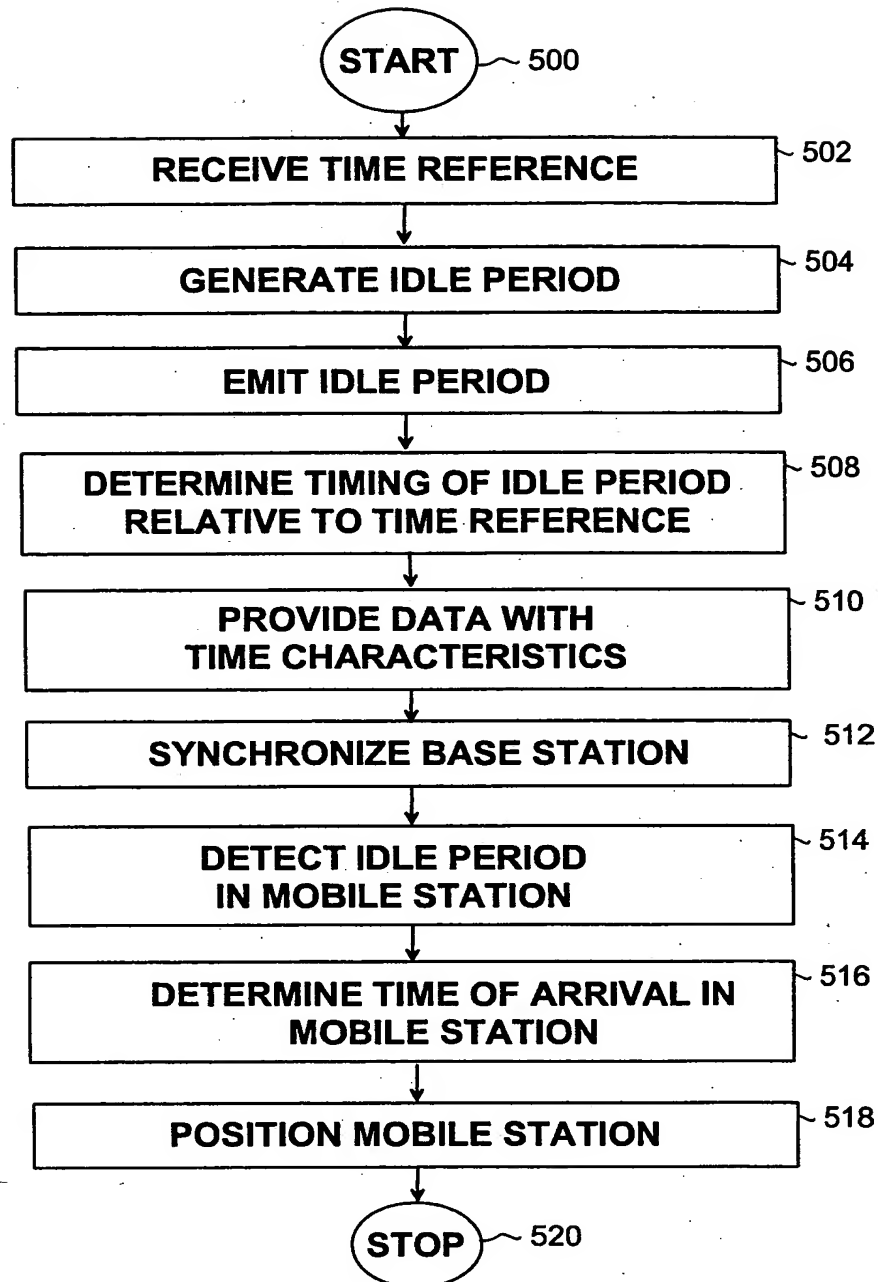 START
500
RECEIVE TIME REFERENCE
502
GENERATE IDLE PERIOD
504
EMIT IDLE PERIOD
506
DETERMINE TIMING OF IDLE PERIOD
RELATIVE TO TIME REFERENCE
508
PROVIDE DATA WITH
TIME CHARACTERISTICS
510
SYNCHRONIZE BASE STATION
512
DETECT IDLE PERIOD
IN MOBILE STATION
514
DETERMINE TIME OF ARRIVAL IN
MOBILE STATION
516
POSITION MOBILE STATION
518
STOP
520